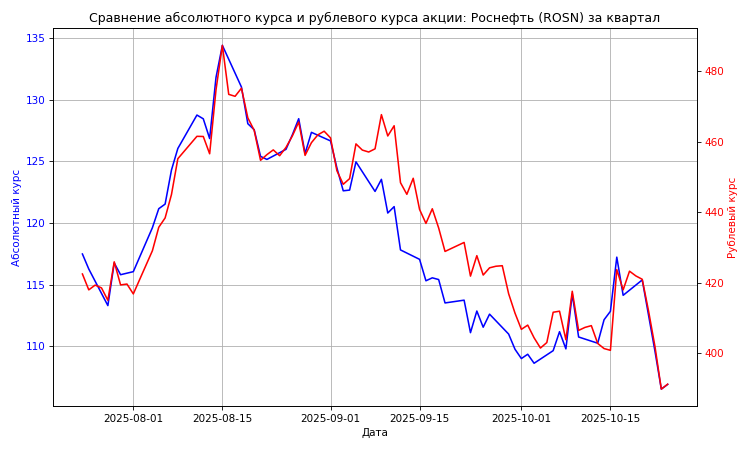 Сравнение абсолютного курса и рублевого курса акции: Роснефть (ROSN) за квартал
135
130
125
120
115
110
Абсолютный курс
480
460
440
420
400
Рублевый курс
2025-08-01 2025-08-15 2025-09-01 2025-09-15 2025-10-01 2025-10-15
Дата